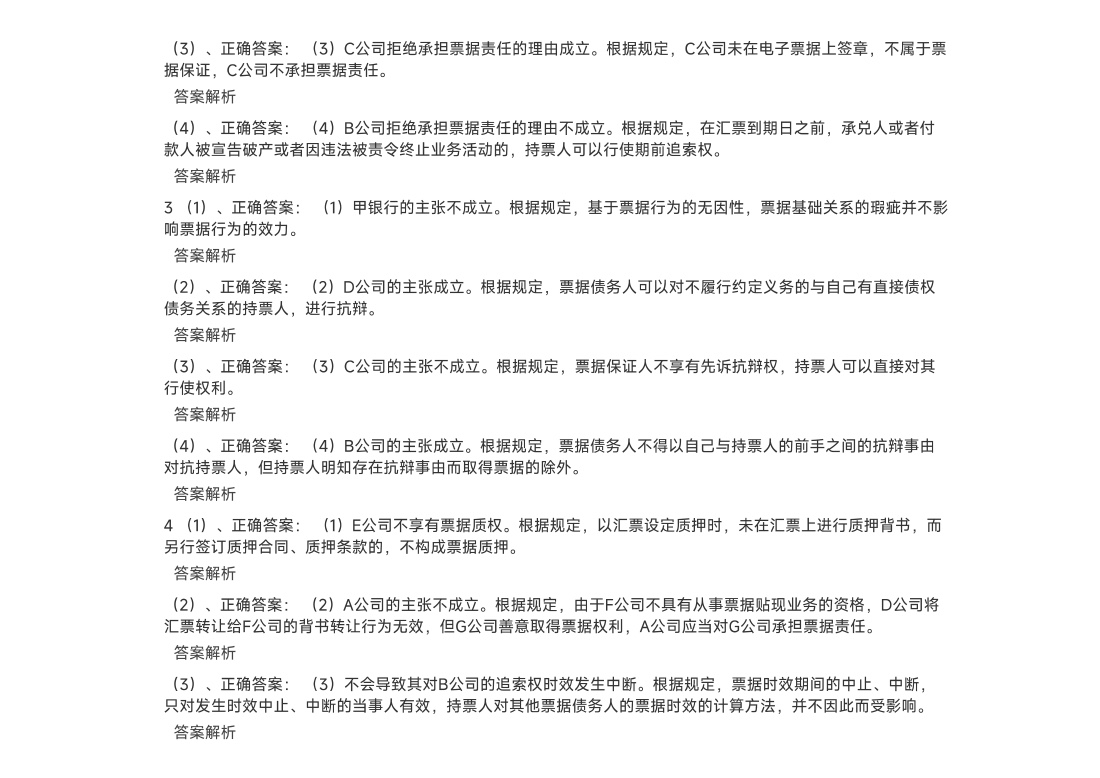 （3）、正确答案： （3）C公司拒绝承担票据责任的理由成立。根据规定，C公司未在电子票据上签章，不属于票
据保证，C公司不承担票据责任。
答案解析
（4）、正确答案： （4）B公司拒绝承担票据责任的理由不成立。根据规定，在汇票到期日之前，承兑人或者付
款人被宣告破产或者因违法被责令终止业务活动的，持票人可以行使期前追索权。
答案解析
3 （1）、正确答案： （1）甲银行的主张不成立。根据规定，基于票据行为的无因性，票据基础关系的瑕疵并不影
响票据行为的效力。
答案解析
（2）、正确答案： （2）D公司的主张成立。根据规定，票据债务人可以对不履行约定义务的与自己有直接债权
债务关系的持票人，进行抗辩。
答案解析
（3）、正确答案： （3）C公司的主张不成立。根据规定，票据保证人不享有先诉抗辩权，持票人可以直接对其
行使权利。
答案解析
（4）、正确答案： （4）B公司的主张成立。根据规定，票据债务人不得以自己与持票人的前手之间的抗辩事由
对抗持票人，但持票人明知存在抗辩事由而取得票据的除外。
答案解析
4 （1）、正确答案： （1）E公司不享有票据质权。根据规定，以汇票设定质押时，未在汇票上进行质押背书，而
另行签订质押合同、质押条款的，不构成票据质押。
答案解析
（2）、正确答案： （2）A公司的主张不成立。根据规定，由于F公司不具有从事票据贴现业务的资格，D公司将
汇票转让给F公司的背书转让行为无效，但G公司善意取得票据权利，A公司应当对G公司承担票据责任。
答案解析
（3）、正确答案： （3）不会导致其对B公司的追索权时效发生中断。根据规定，票据时效期间的中止、中断，
只对发生时效中止、中断的当事人有效，持票人对其他票据债务人的票据时效的计算方法，并不因此而受影响。
答案解析